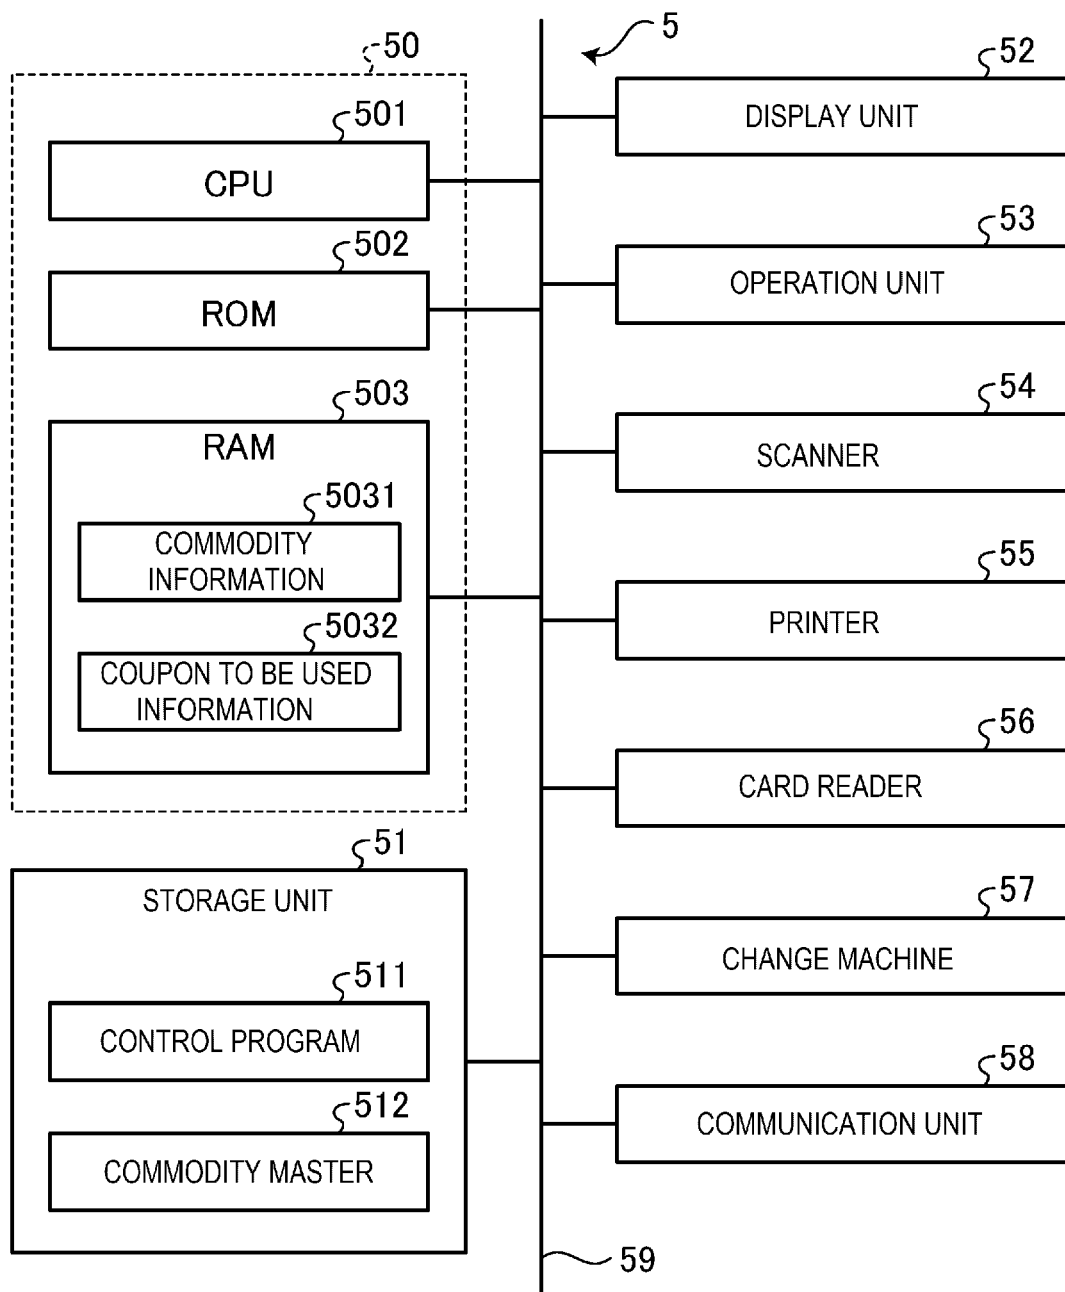 5
50
501
CPU
502
ROM
503
RAM
5031
COMMODITY
INFORMATION
5032
COUPON TO BE USED
INFORMATION
51
STORAGE UNIT
511
CONTROL PROGRAM
512
COMMODITY MASTER
52
DISPLAY UNIT
53
OPERATION UNIT
54
SCANNER
55
PRINTER
56
CARD READER
57
CHANGE MACHINE
58
COMMUNICATION UNIT
59